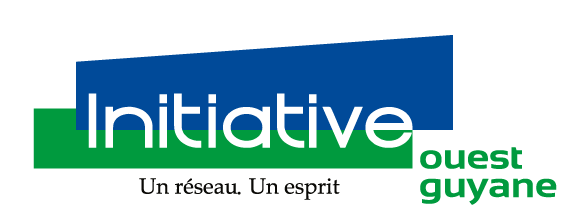 Initiative
ouest
guyane
Un réseau. Un esprit